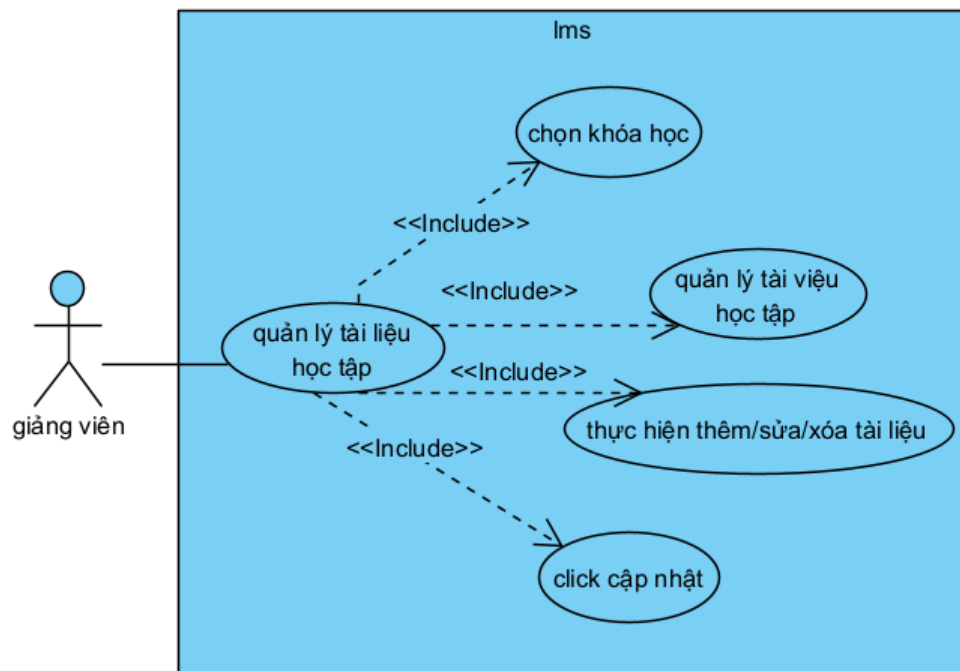 lms
chọn khóa học
<<Include>>
<<Include>>
quản lý tài việu
học tập
quản lý tài liệu
học tập
<<Include>>
giảng viên
thực hiện thêm/sửa/xóa tài liệu
<<Include>>
click cập nhật